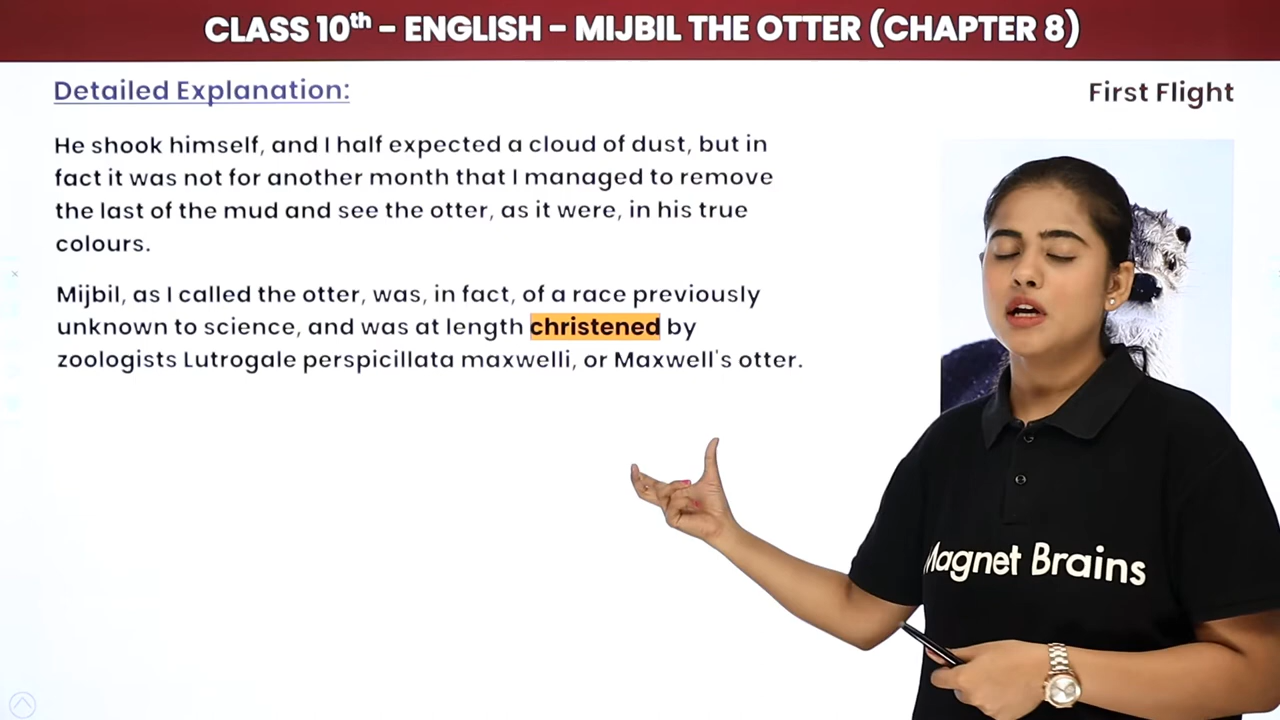 CLASS 10th - ENGLISH - MIJBIL THE OTTER (CHAPTER 8)
Detailed Explanation:
First Flight
He shook himself, and I half expected a cloud of dust, but in
fact it was not for another month that I managed to remove
the last of the mud and see the otter, as it were, in his true
colours.
Mijbil, as I called the otter, was, in fact, of a race previously
unknown to science, and was at length christened by
zoologists Lutrogale perspicillata maxwelli, or Maxwell's otter.
Magnet Brains